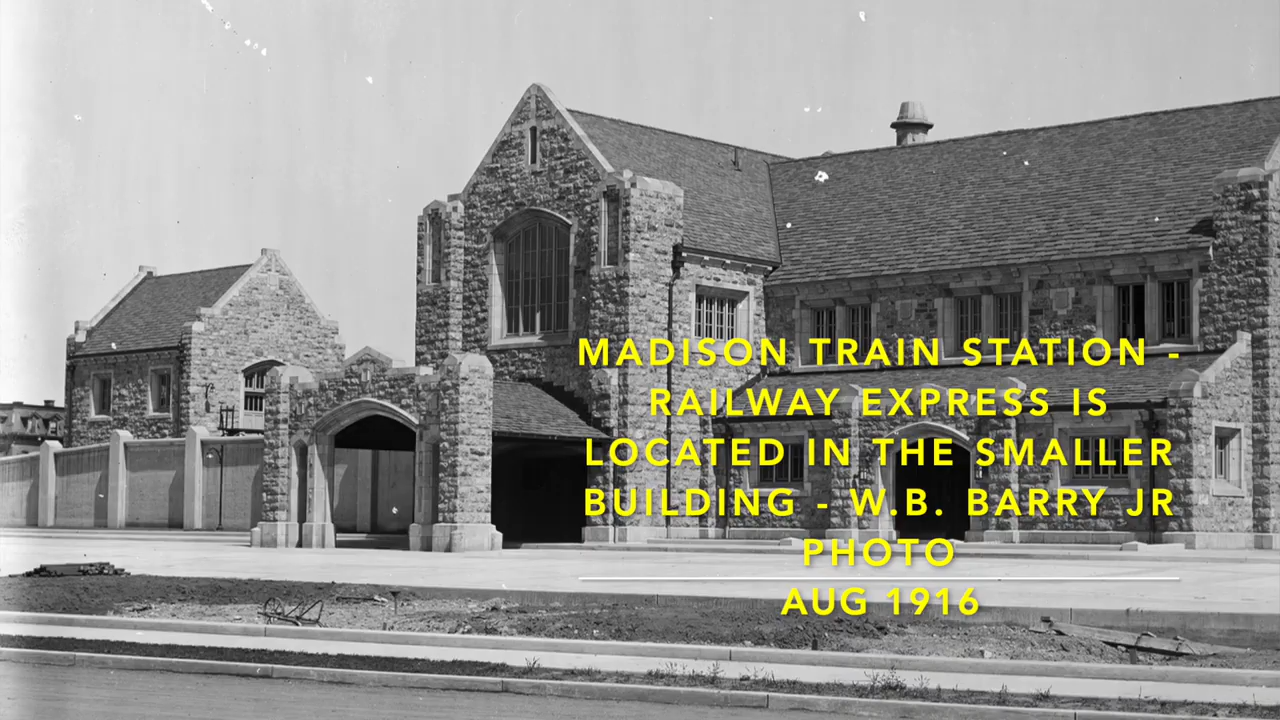 MADISON TRAIN STATION -
RAILWAY EXPRESS IS
LOCATED IN THE SMALLER
BUILDING - W.B. BARRY JR
PHOTO
AUG 1916